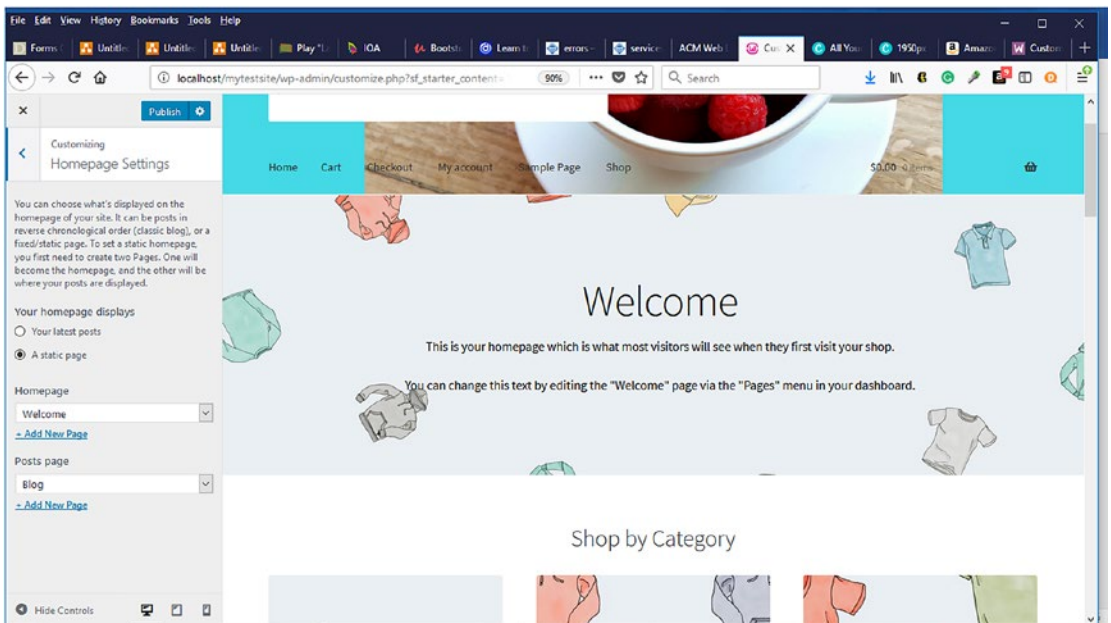 File Edit View History Bookmarks Tools Help
Forms Untitle Untitle Untitle Play "L IOA Bootst Learn t errors - service ACM Web Cus All You 1950p Amazo Custom
localhost/mytestsite/wp-admin/customize.php?sf_starter_content= 90% Search
Publish
Customizing
Homepage Settings
You can choose what's displayed on the
homepage of your site. It can be posts in
reverse chronological order (classic blog), or a
fixed/static page. To set a static homepage,
you first need to create two Pages. One will
become the homepage, and the other will be
where your posts are displayed.
Your homepage displays
Your latest posts
A static page
Homepage
Welcome
+ Add New Page
Posts page
Blog
+ Add New Page
Hide Controls
Home Cart Checkout My account Sample Page Shop $0.00 0 items
Welcome
This is your homepage which is what most visitors will see when they first visit your shop.
You can change this text by editing the "Welcome" page via the "Pages" menu in your dashboard.
Shop by Category